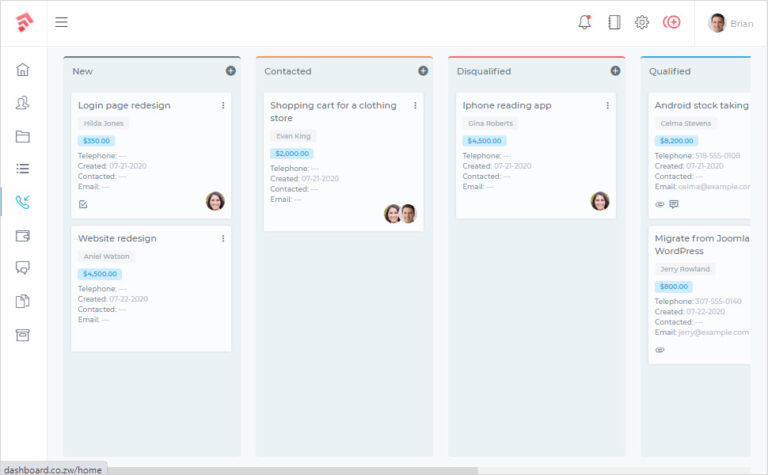 Brian
New
Login page redesign
Hilda Jones
$350.00
Telephone: ---
Created: 07-21-2020
Contacted: ---
Email: ---
Website redesign
Aniel Watson
$4,500.00
Telephone: ---
Created: 07-22-2020
Contacted: ---
Email: ---
Contacted
Shopping cart for a clothing
store
Evan King
$2,000.00
Telephone: ---
Created: 07-21-2020
Contacted: ---
Email: ---
Disqualified
Iphone reading app
Gina Roberts
$4,500.00
Telephone: ---
Created: 07-21-2020
Contacted: ---
Email: ---
Qualified
Android stock taking
Celma Stevens
$8,200.00
Telephone: 518-555-0108
Created: 07-21-2020
Contacted: ---
Email: celma@example.com
Migrate from Joomla
WordPress
Jerry Rowland
$800.00
Telephone: 307-555-0140
Created: 07-22-2020
Contacted: ---
Email: jerry@example.com
dashboard.co.zw/home